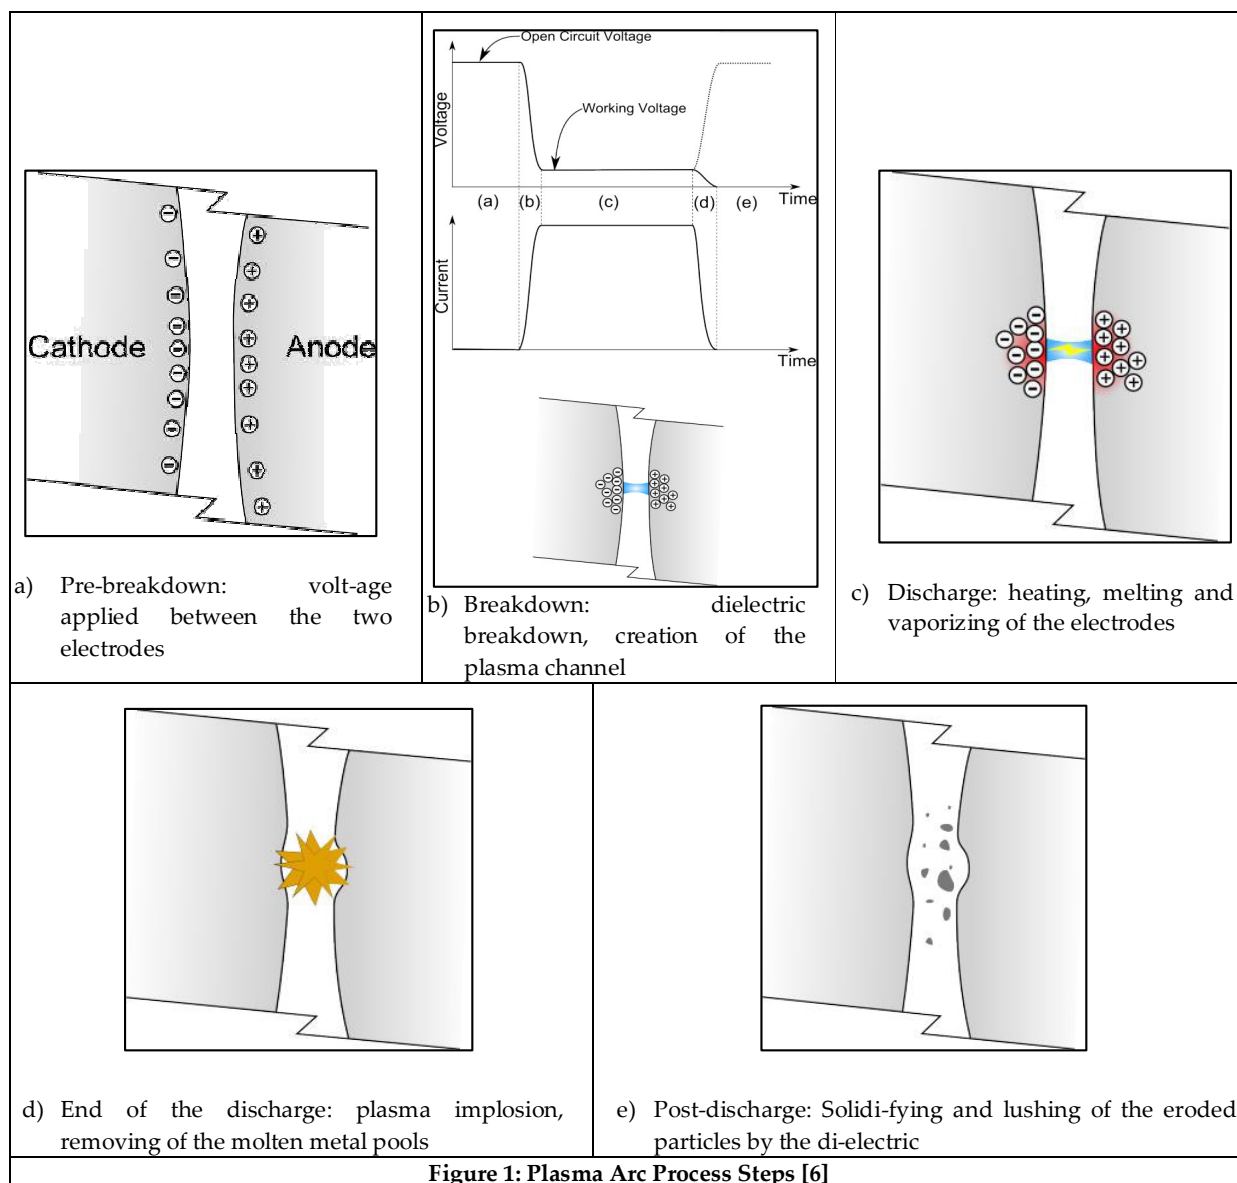 Cathode
Anode
a) Pre-breakdown: volt-age
applied between the two
electrodes
Open Circuit Voltage
Working Voltage
Voltage
(a) (b) (c) (d) (e) Time
Current
Time
b) Breakdown: dielectric
breakdown, creation of the
plasma channel
c) Discharge: heating, melting and
vaporizing of the electrodes
d) End of the discharge: plasma implosion,
removing of the molten metal pools
e) Post-discharge: Solidi-fying and lushing of the eroded
particles by the di-electric
Figure 1: Plasma Arc Process Steps [6]